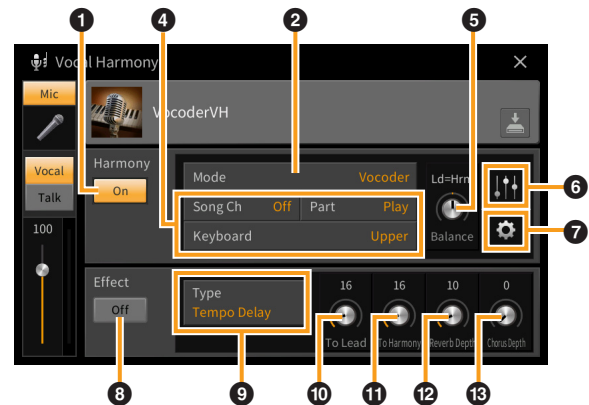 1 4 2 5
Vocal Harmony ×
Mic
VocoderVH
Vocal
Talk
100
Harmony
On
Mode Vocoder
Song Ch Off Part Play
Keyboard Upper
Ld=Hrm
Balance
6
7
Effect
Off
Type
Tempo Delay
16 16 10 0
To Lead To Harmony Reverb Depth Chorus Depth
8 9 10 11 12 13